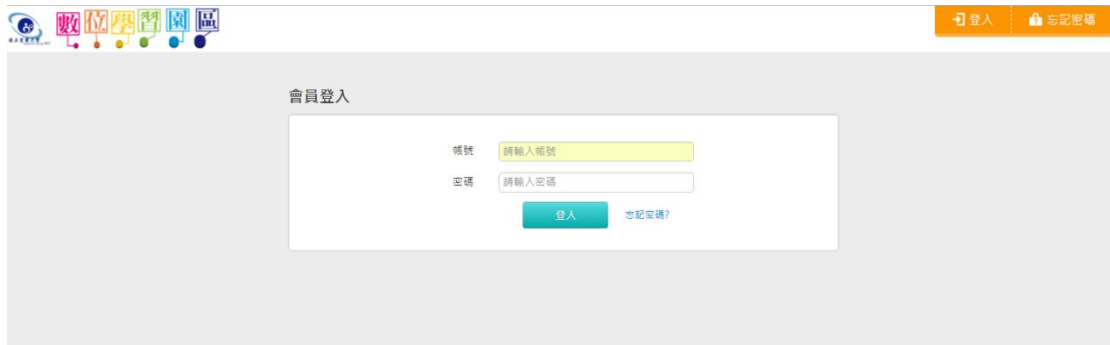 數位學習園區
登入 忘記密碼
會員登入
帳號 請輸入帳號
密碼 請輸入密碼
登入 忘記密碼?